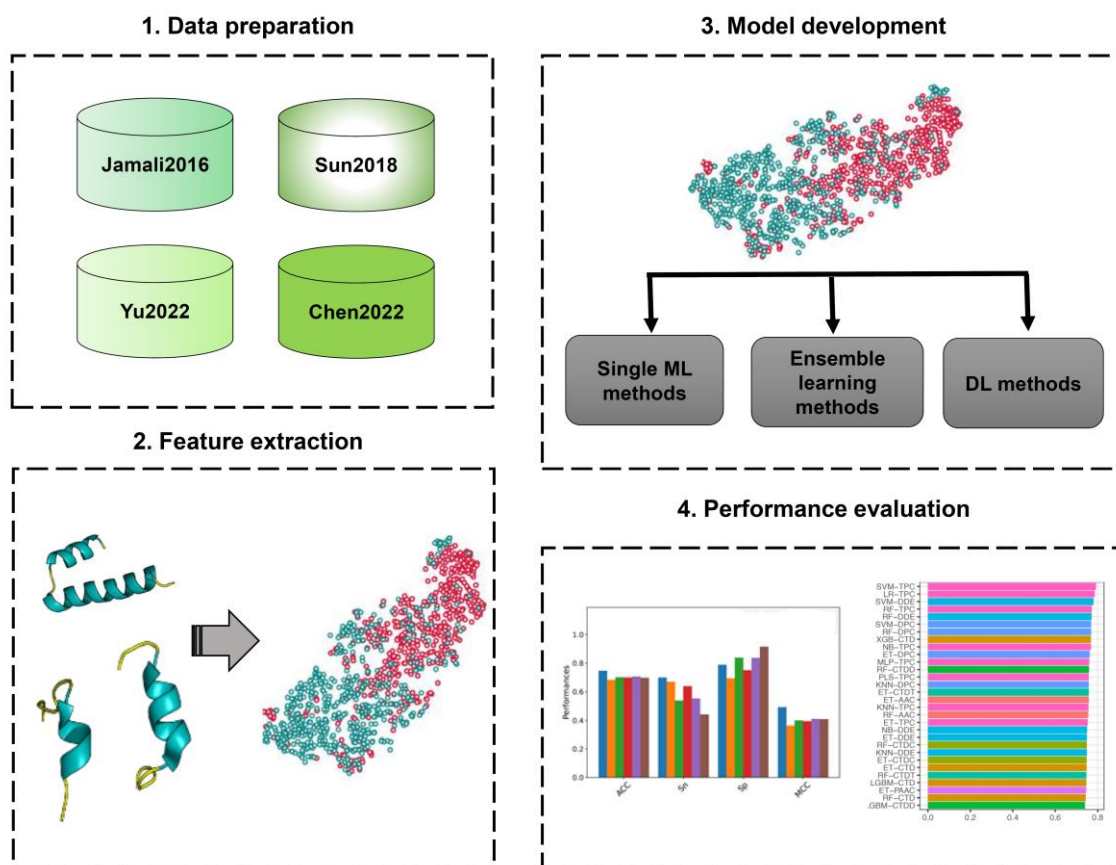 1. Data preparation
Jamali2016
Sun2018
Yu2022
Chen2022
2. Feature extraction
3. Model development
Single ML
methods
Ensemble
learning
methods
DL methods
4. Performance evaluation
Performances
1.0
0.8
0.6
0.4
0.2
0.0
ACC
Sn
Sp
MCC
SVM-TPC
LR-TPC
SVM-DDE
RF-TPC
RF-DDE
SVM-DPC
RF-DPC
XGB-CTD
NB-TPC
ET-DPC
MLP-TPC
RF-CTDD
PLS-TPC
KNN-DPC
ET-CTDT
ET-AAC
KNN-TPC
RF-AAC
ET-TPC
NB-DDE
ET-DDE
RF-CTDC
KNN-DDE
ET-CTDC
ET-CTD
RF-CTDT
LGBM-CTD
ET-PAAC
RF-CTD
.GBM-CTDD
0.0
0.2
0.4
0.6
0.8